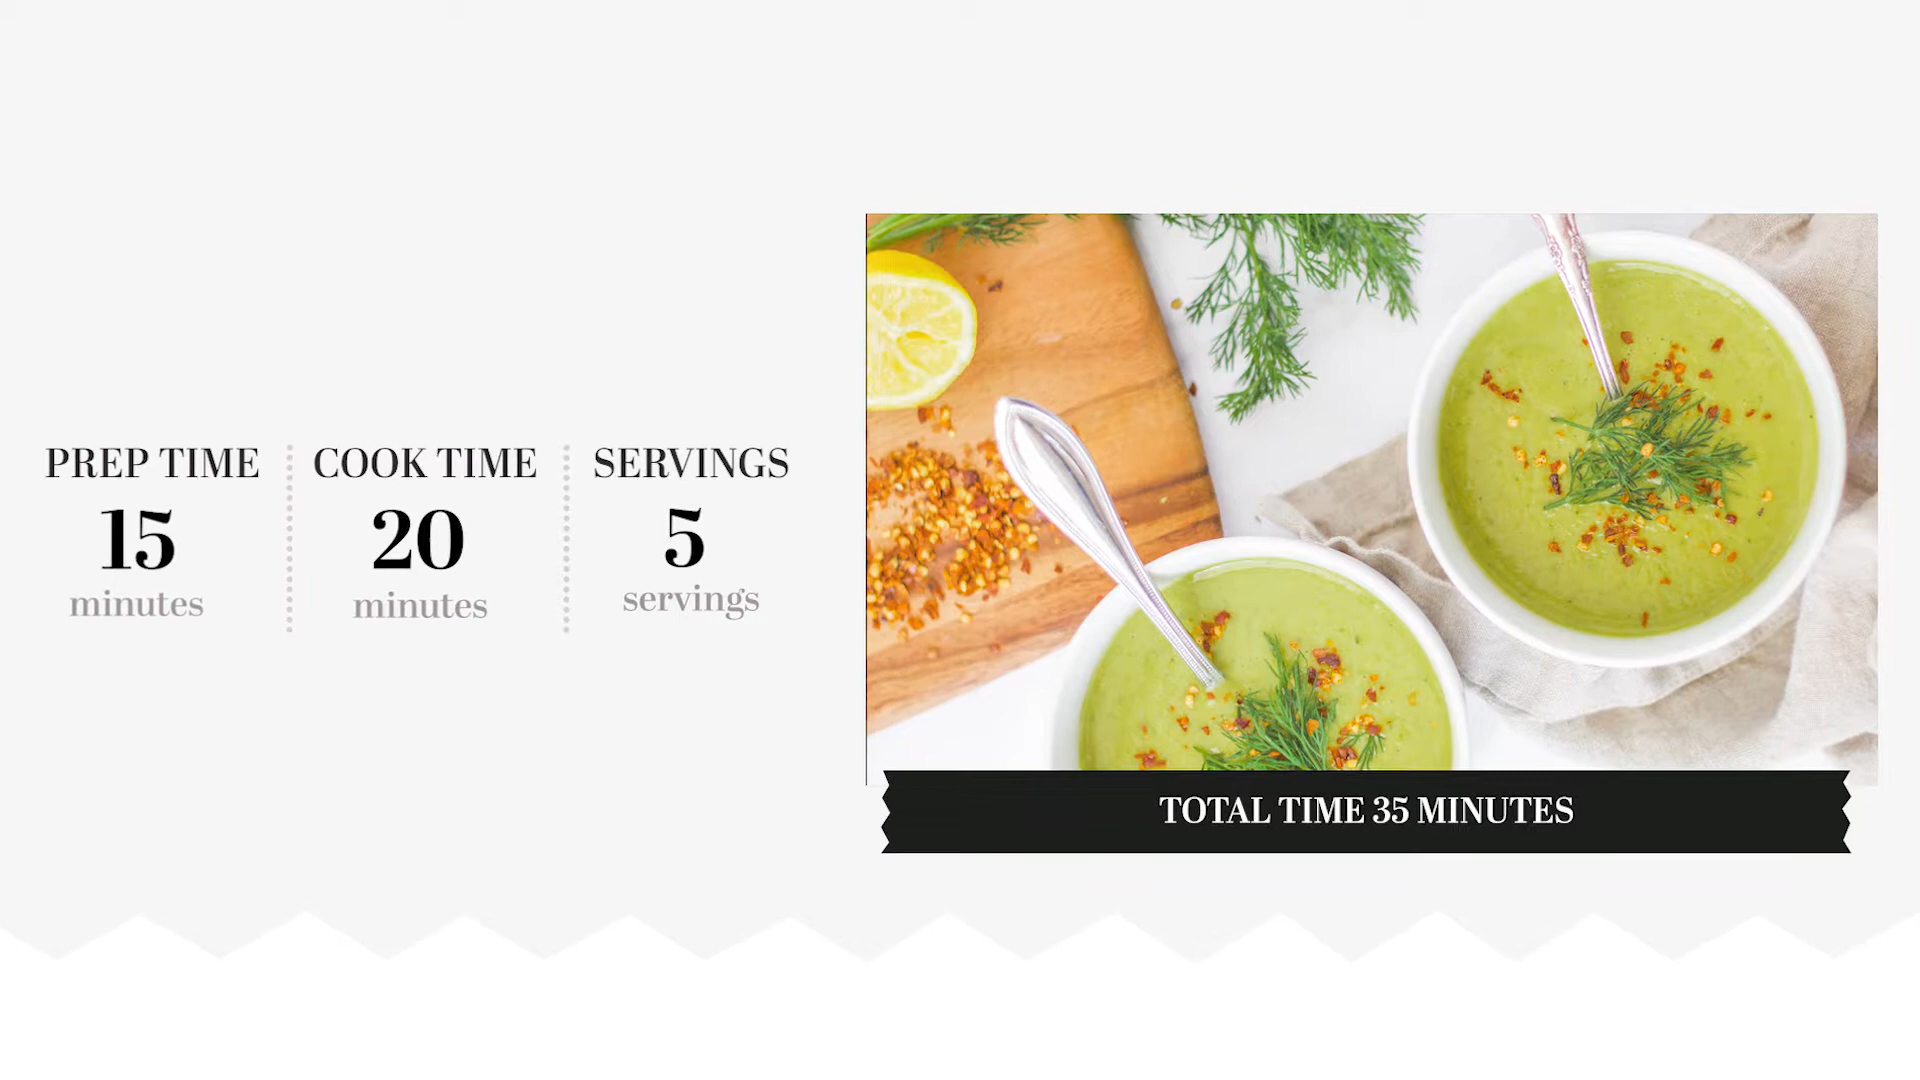 PREP TIME
15
minutes
COOK TIME
20
minutes
SERVINGS
5
servings
TOTAL TIME 35 MINUTES